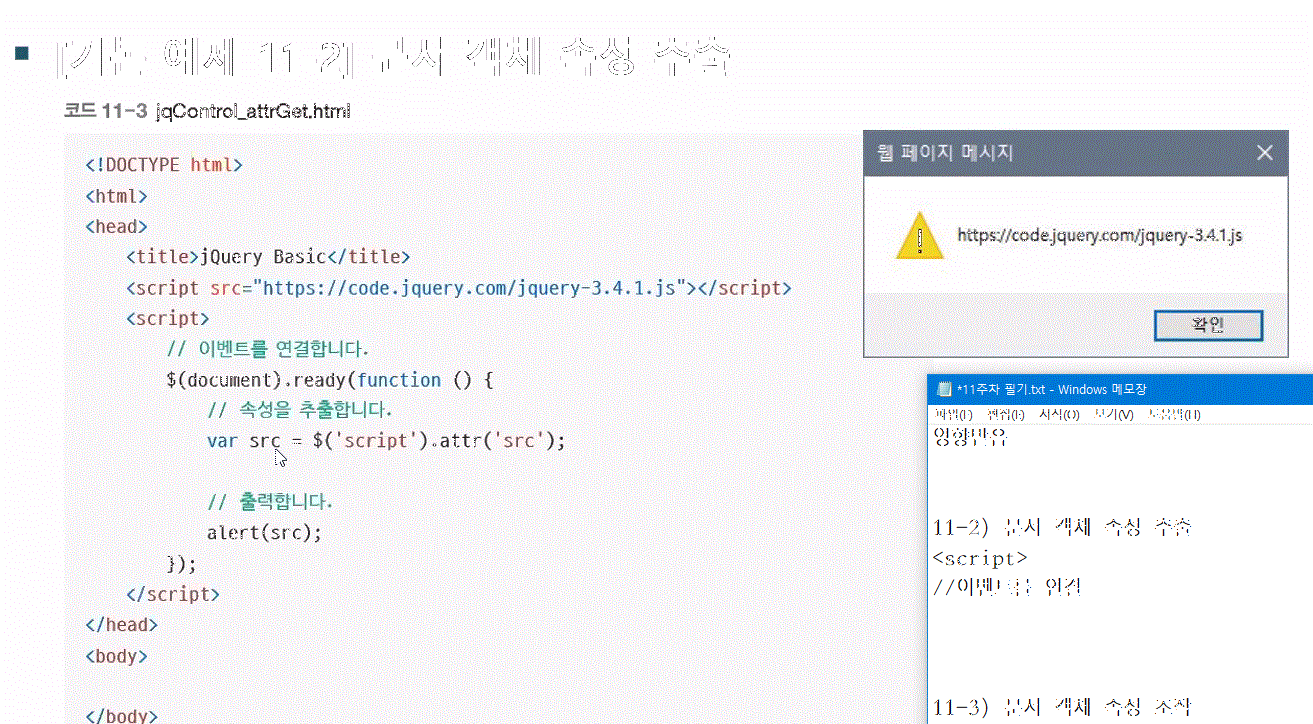 [기본 예제 11-2] 문서 객체 속성 추출
코드 11-3 jqControl_attrGet.html
<!DOCTYPE html>
<html>
<head>
<title>jQuery Basic</title>
<script src="https://code.jquery.com/jquery-3.4.1.js"></script>
<script>
// 이벤트를 연결합니다.
$(document).ready(function () {
// 속성을 추출합니다.
var src = $('script').attr('src');
// 출력합니다.
alert(src);
});
</script>
</head>
<body>
</body>
웹 페이지 메시지
https://code.jquery.com/jquery-3.4.1.js
확인
*11주차 필기.txt - Windows 메모장
파일(F) 편집(E) 서식(O) 보기(V) 도움말(H)
영향받음
11-2) 문서 객체 속성 추출
<script>
//이벤트를 연결
11-3) 문서 객체 속성 조작